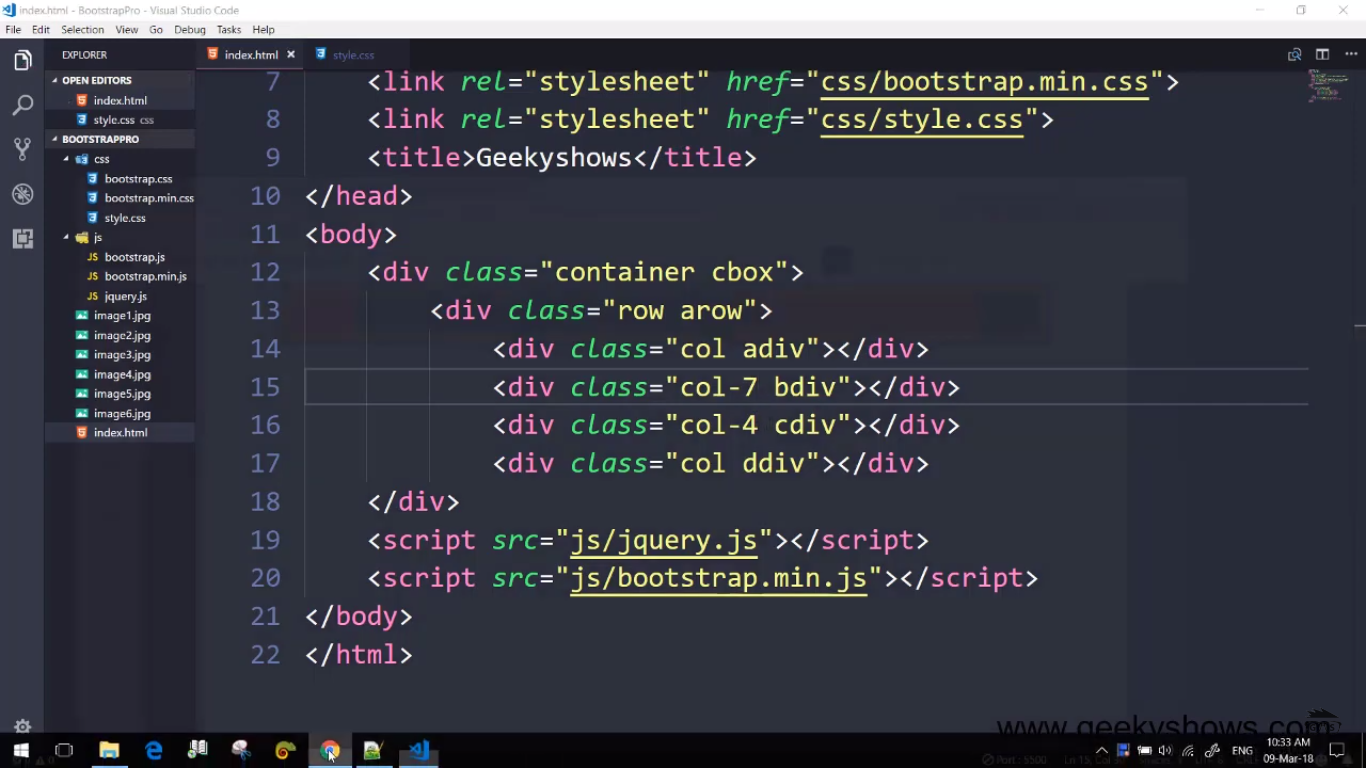 index.html - BootstrapPro - Visual Studio Code
File Edit Selection View Go Debug Tasks Help
EXPLORER
OPEN EDITORS
index.html
style.css css
BOOTSTRAPPRO
css
bootstrap.css
bootstrap.min.css
style.css
js
JS bootstrap.js
JS bootstrap.min.js
JS jquery.js
image1.jpg
image2.jpg
image3.jpg
image4.jpg
image5.jpg
image6.jpg
index.html
index.html style.css
7 <link rel="stylesheet" href="css/bootstrap.min.css">
8 <link rel="stylesheet" href="css/style.css">
9 <title>Geekyshows</title>
10 </head>
11 <body>
12 <div class="container cbox">
13 <div class="row arow">
14 <div class="col adiv"></div>
15 <div class="col-7 bdiv"></div>
16 <div class="col-4 cdiv"></div>
17 <div class="col ddiv"></div>
18 </div>
19 <script src="js/jquery.js"></script>
20 <script src="js/bootstrap.min.js"></script>
21 </body>
22 </html>
www.geekyshows.com
ENG
10:33 AM
09-Mar-18